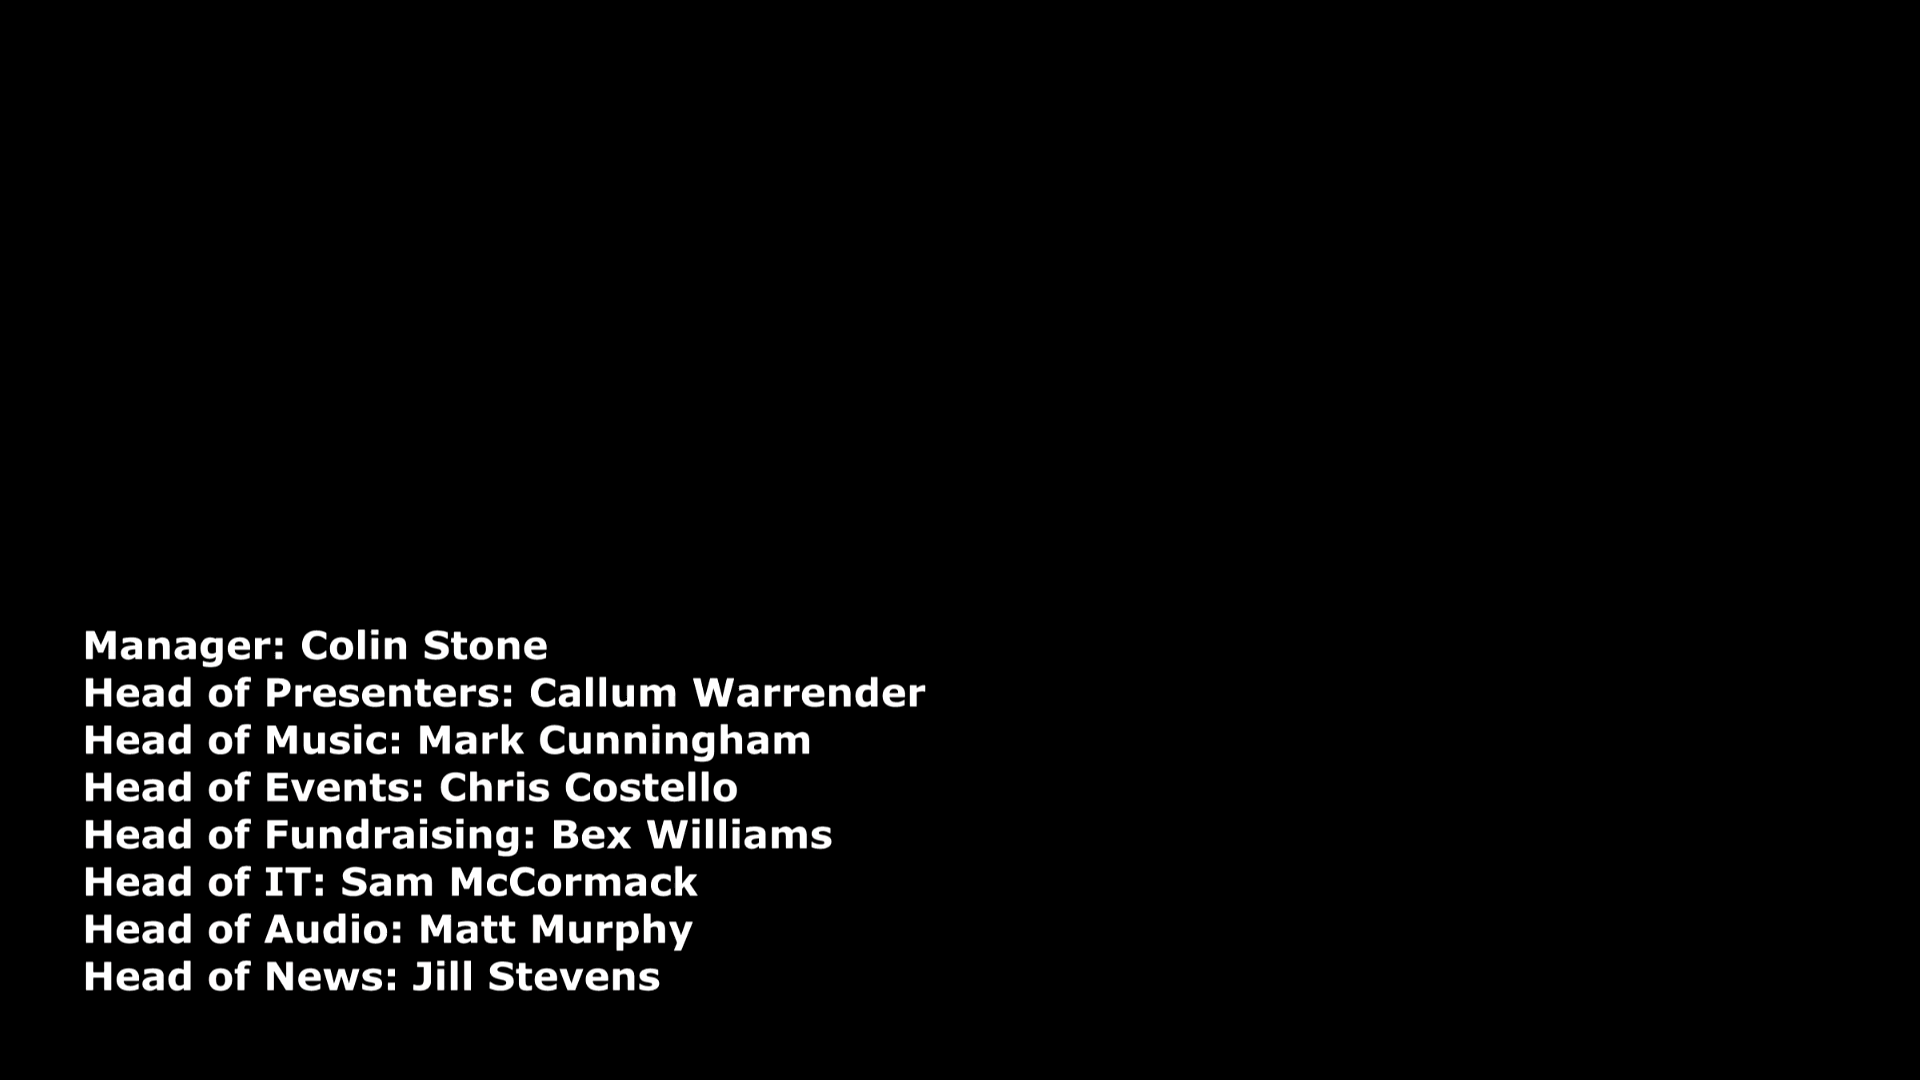 Manager: Colin Stone
Head of Presenters: Callum Warrender
Head of Music: Mark Cunningham
Head of Events: Chris Costello
Head of Fundraising: Bex Williams
Head of IT: Sam McCormack
Head of Audio: Matt Murphy
Head of News: Jill Stevens